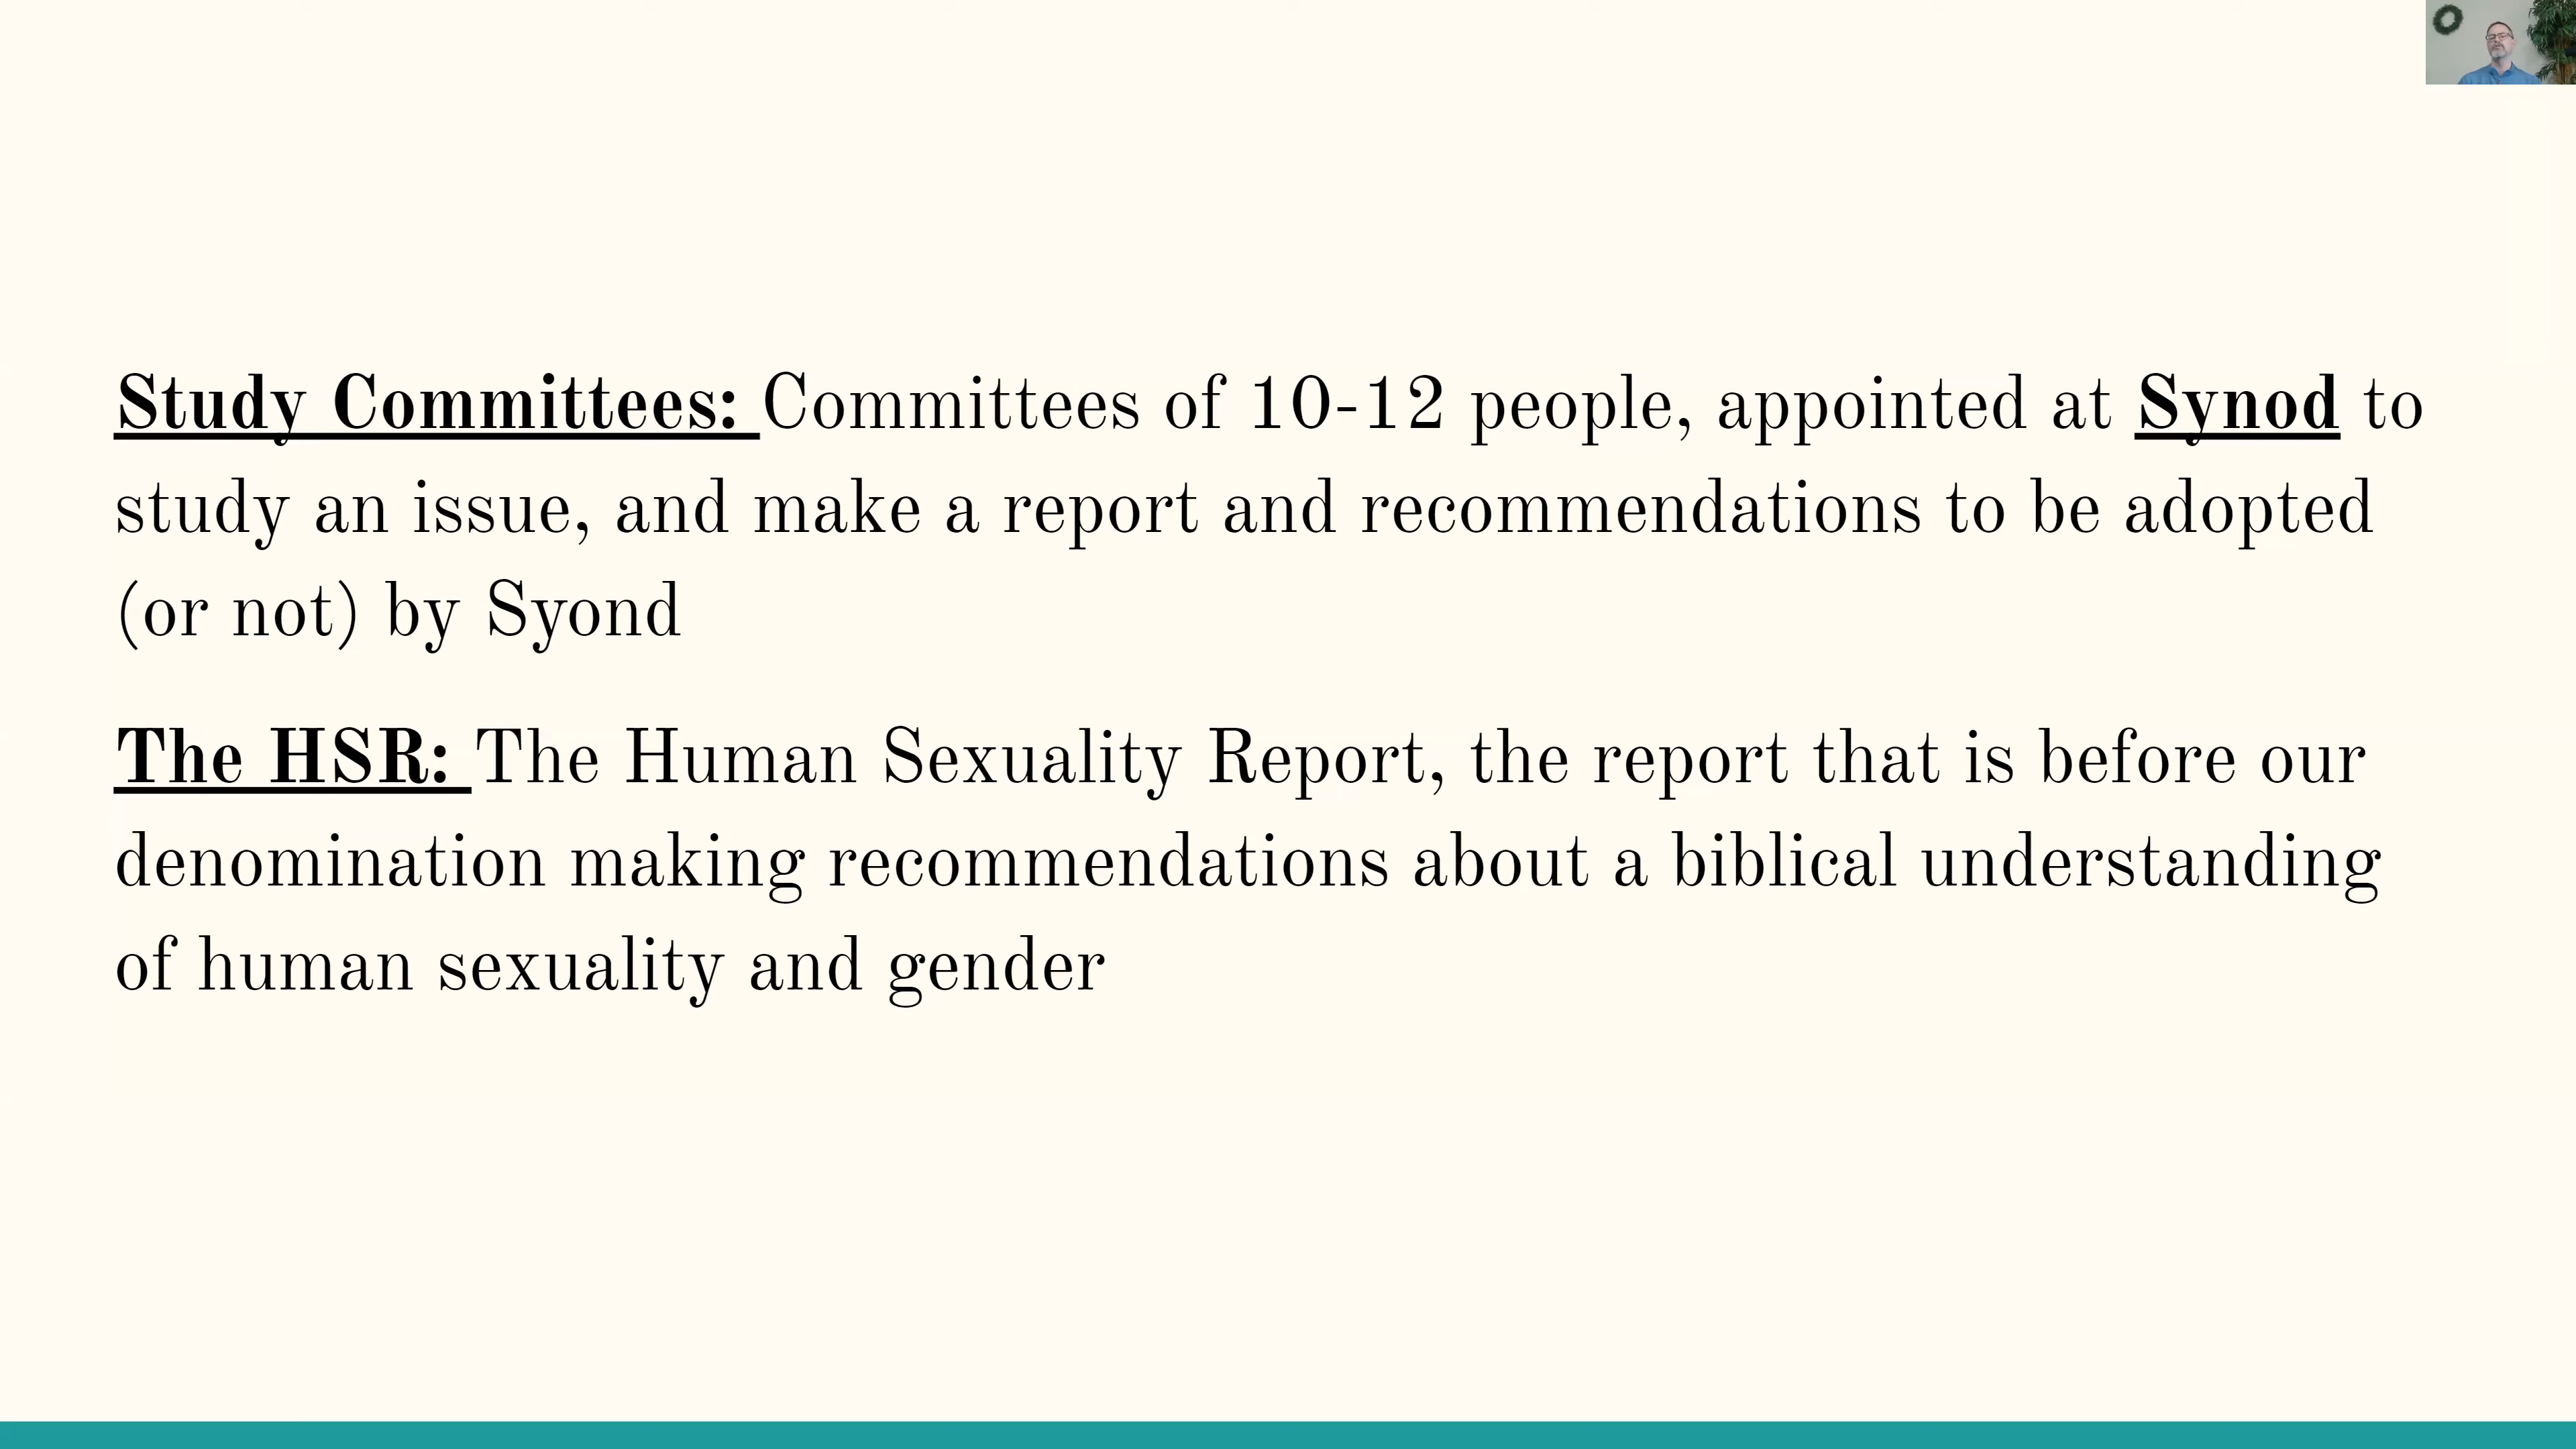 Study Committees: Committees of 10-12 people, appointed at Synod to
study an issue, and make a report and recommendations to be adopted
(or not) by Syond
The HSR: The Human Sexuality Report, the report that is before our
denomination making recommendations about a biblical understanding
of human sexuality and gender